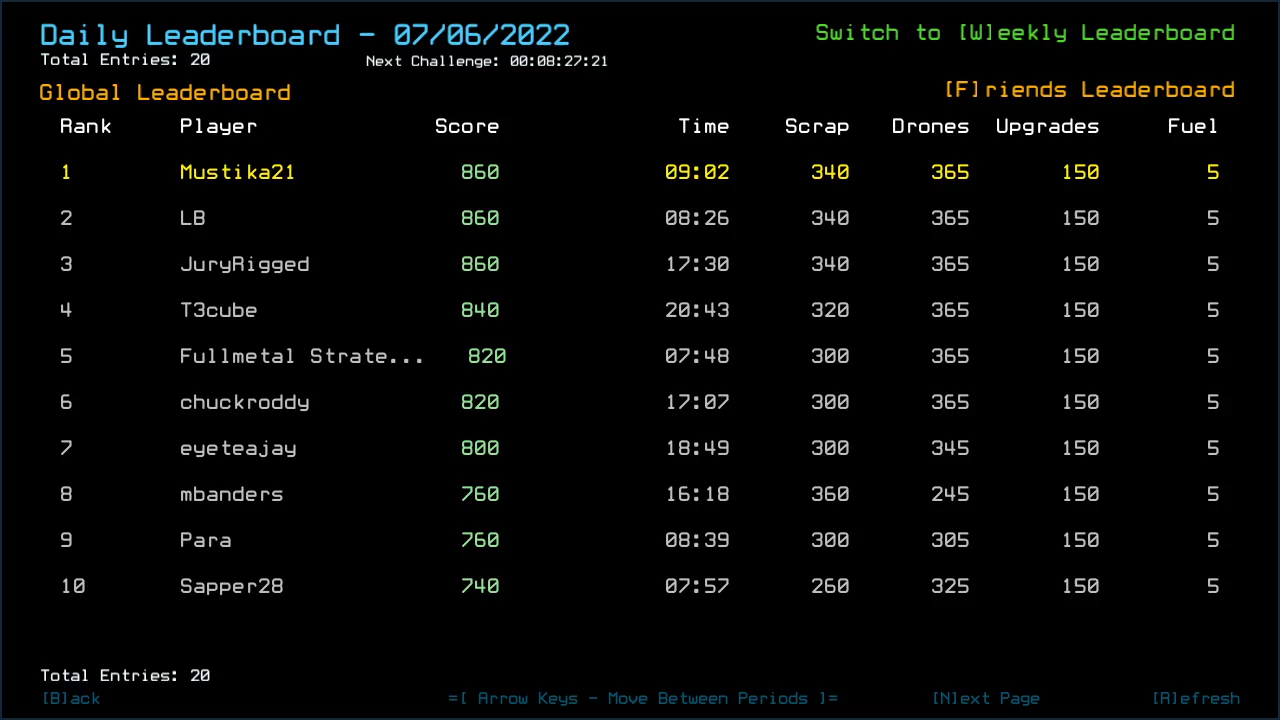 Daily Leaderboard - 07/06/2022 Switch to [W]eekly Leaderboard
Total Entries: 20 Next Challenge: 00:08:27:21
Global Leaderboard [F]riends Leaderboard
Rank Player Score Time Scrap Drones Upgrades Fuel
1 Mustika21 860 09:02 340 365 150 5
2 LB 860 08:26 340 365 150 5
3 JuryRigged 860 17:30 340 365 150 5
4 T3cube 840 20:43 320 365 150 5
5 Fullmetal Strate... 820 07:48 300 365 150 5
6 chuckroddy 820 17:07 300 365 150 5
7 eyeteajay 800 18:49 300 345 150 5
8 mbanders 760 16:18 360 245 150 5
9 Para 760 08:39 300 305 150 5
10 Sapper28 740 07:57 260 325 150 5
Total Entries: 20
[B]ack =[ Arrow Keys - Move Between Periods ]= [N]ext Page [R]efresh